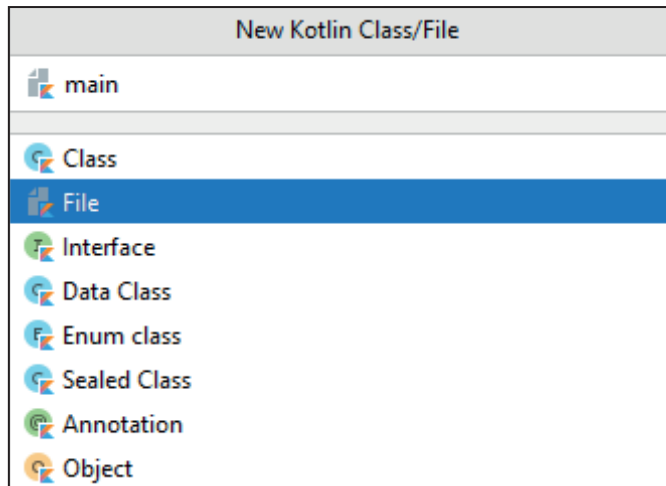 New Kotlin Class/File
main
Class
File
Interface
Data Class
Enum class
Sealed Class
Annotation
Object